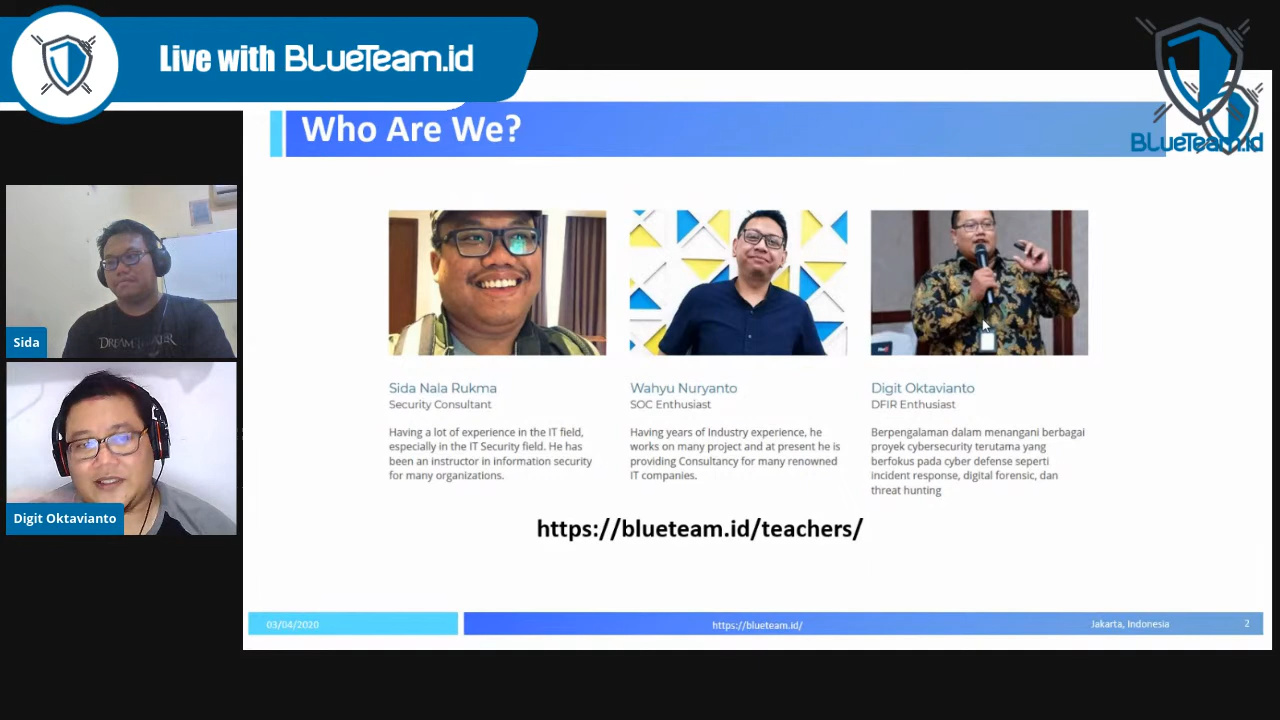 Live with BLueTeam.id
BLueTeam.id
Who Are We?
Sida
Digit Oktavianto
Sida Nala Rukma
Security Consultant
Having a lot of experience in the IT field,
especially in the IT Security field. He has
been an instructor in information security
for many organizations.
Wahyu Nuryanto
SOC Enthusiast
Having years of Industry experience, he
works on many project and at present he is
providing Consultancy for many renowned
IT companies.
Digit Oktavianto
DFIR Enthusiast
Berpengalaman dalam menangani berbagai
proyek cybersecurity terutama yang
berfokus pada cyber defense seperti
incident response, digital forensic, dan
threat hunting
https://blueteam.id/teachers/
03/04/2020
https://blueteam.id/
Jakarta, Indonesia
2